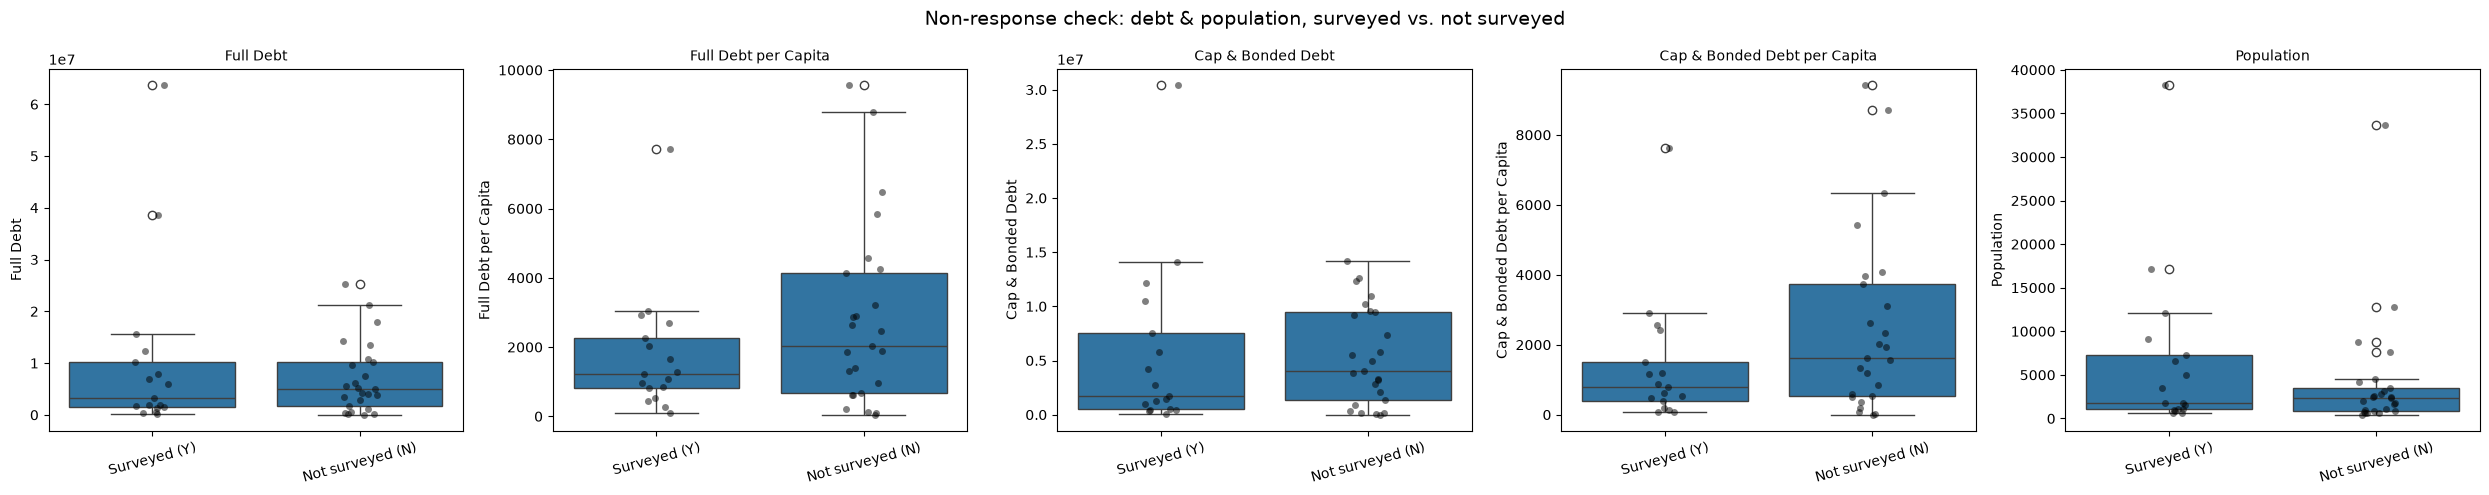 Non-response check: debt & population, surveyed vs. not surveyed
Full Debt
1e7
Full Debt
6
5
4
3
2
1
0
Surveyed (Y)
Not surveyed (N)
Full Debt per Capita
Full Debt per Capita
10000
8000
6000
4000
2000
0
Surveyed (Y)
Not surveyed (N)
Cap & Bonded Debt
1e7
Cap & Bonded Debt
3.0
2.5
2.0
1.5
1.0
0.5
0.0
Surveyed (Y)
Not surveyed (N)
Cap & Bonded Debt per Capita
Cap & Bonded Debt per Capita
8000
6000
4000
2000
0
Surveyed (Y)
Not surveyed (N)
Population
Population
40000
35000
30000
25000
20000
15000
10000
5000
0
Surveyed (Y)
Not surveyed (N)